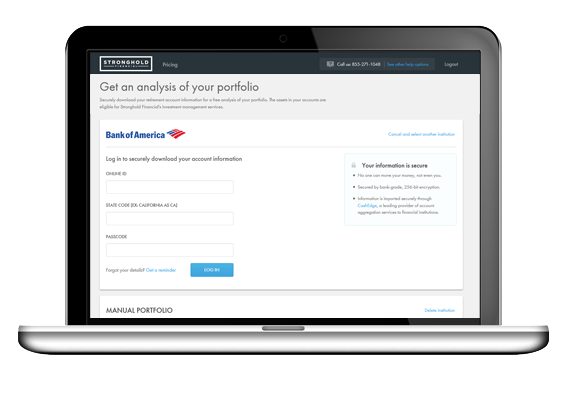 STRONGHOLD
FINANCIAL
Pricing
Call us 855-271-1048
See other help options
Logout
Get an analysis of your portfolio
Securely download your retirement account information for a free analysis of your portfolio. The assets in your accounts are
eligible for Stronghold Financial's investment management services.
Bank of America
Cancel and select another institution
Log in to securely download your account information
ONLINE ID
STATE CODE (EX: CALIFORNIA AS CA)
PASSCODE
Forgot your details? Get a reminder
LOG IN
Your information is secure
• No one can move your money, not even you.
• Secured by bank-grade, 256-bit encryption.
• Information is imported securely through
CashEdge, a leading provider of account
aggregation services to financial institutions.
MANUAL PORTFOLIO
Delete Institution